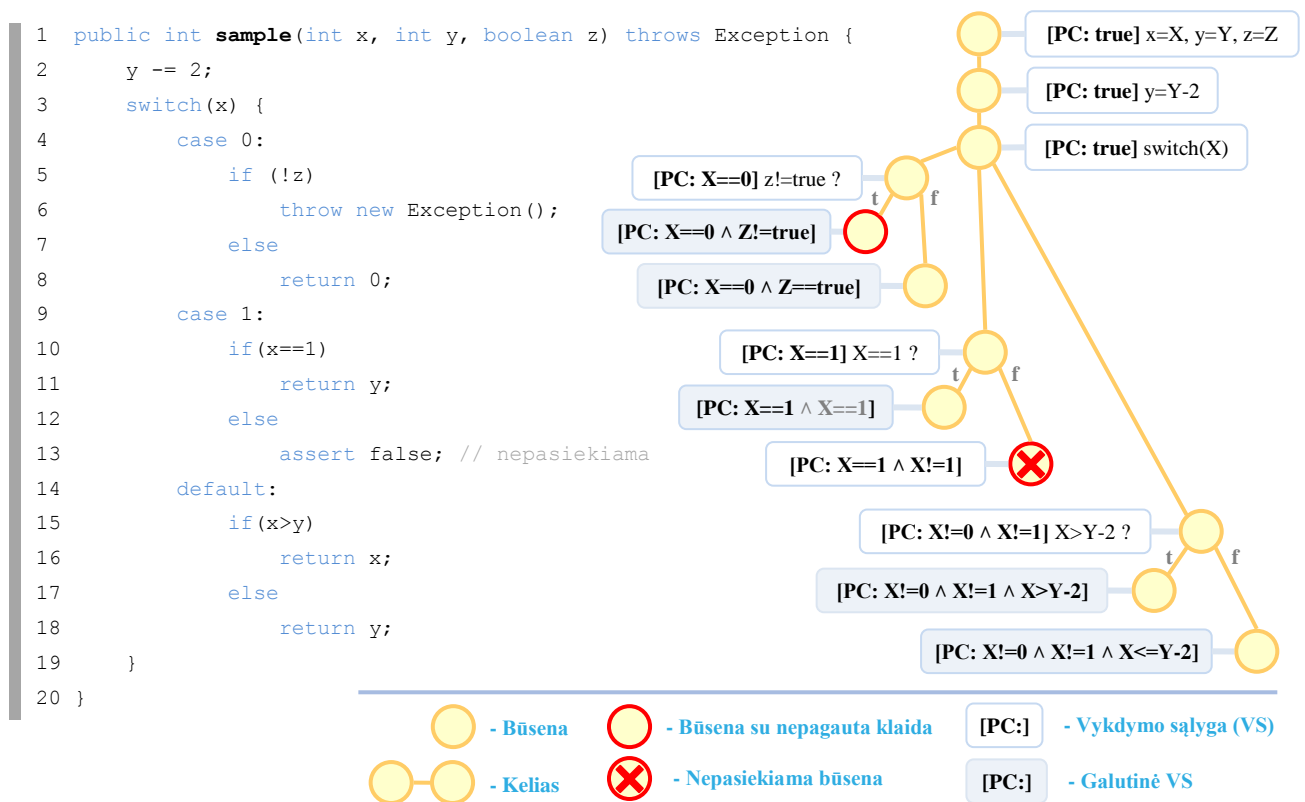 1 public int sample(int x, int y, boolean z) throws Exception {
2 y -= 2;
3 switch(x) {
4 case 0:
5 if (!z)
6 throw new Exception();
7 else
8 return 0;
9 case 1:
10 if(x==1)
11 return y;
12 else
13 assert false; // nepasiekiama
14 default:
15 if(x>y)
16 return x;
17 else
18 return y;
19 }
20 }
[PC: true] x=X, y=Y, z=Z
[PC: true] y=Y-2
[PC: true] switch(X)
[PC: X==0] z!=true ?
t f
[PC: X==0 ∧ Z!=true]
[PC: X==0 ∧ Z==true]
[PC: X==1] X==1 ?
t f
[PC: X==1 ∧ X==1]
[PC: X==1 ∧ X!=1]
[PC: X!=0 ∧ X!=1] X>Y-2 ?
t f
[PC: X!=0 ∧ X!=1 ∧ X>Y-2]
[PC: X!=0 ∧ X!=1 ∧ X<=Y-2]
- Būsena
- Būsena su nepagauta klaida
[PC:] - Vykdymo sąlyga (VS)
- Kelias
- Nepasiekiama būsena
[PC:] - Galutinė VS